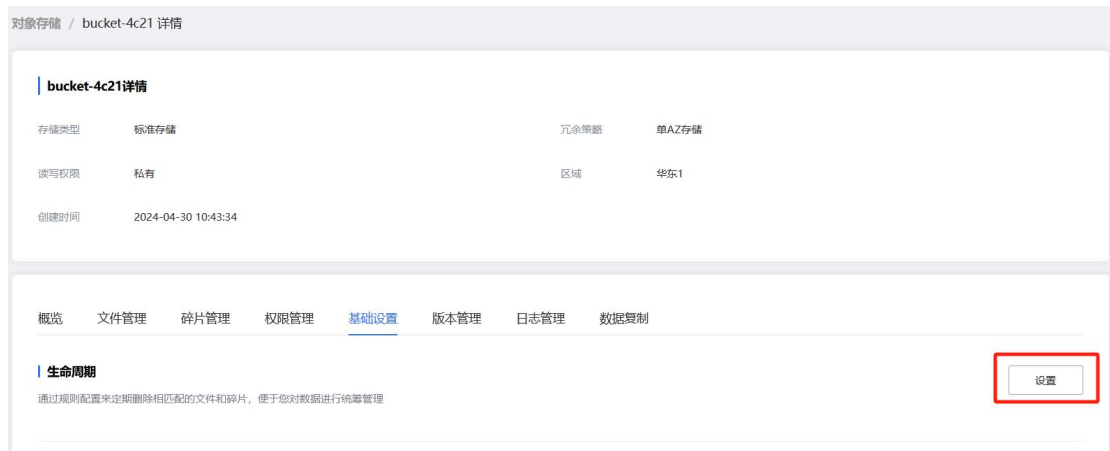 对象存储 / bucket-4c21 详情
bucket-4c21详情
存储类型 标准存储 冗余策略 单AZ存储
读写权限 私有 区域 华东1
创建时间 2024-04-30 10:43:34
概览 文件管理 碎片管理 权限管理 基础设置 版本管理 日志管理 数据复制
生命周期 设置
通过规则配置来定期删除相匹配的文件和碎片，便于您对数据进行统筹管理